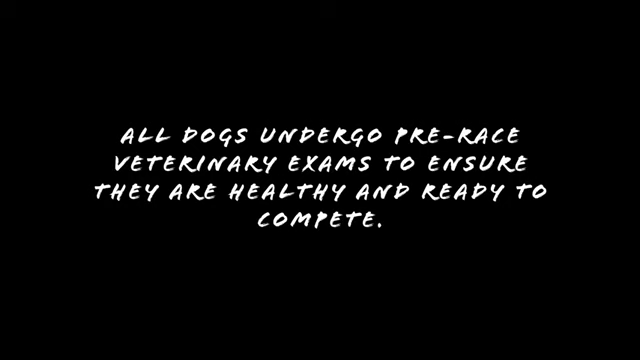 ALL DOGS UNDERGO PRE-RACE
VETERINARY EXAMS TO ENSURE
THEY ARE HEALTHY AND READY TO
COMPETE.